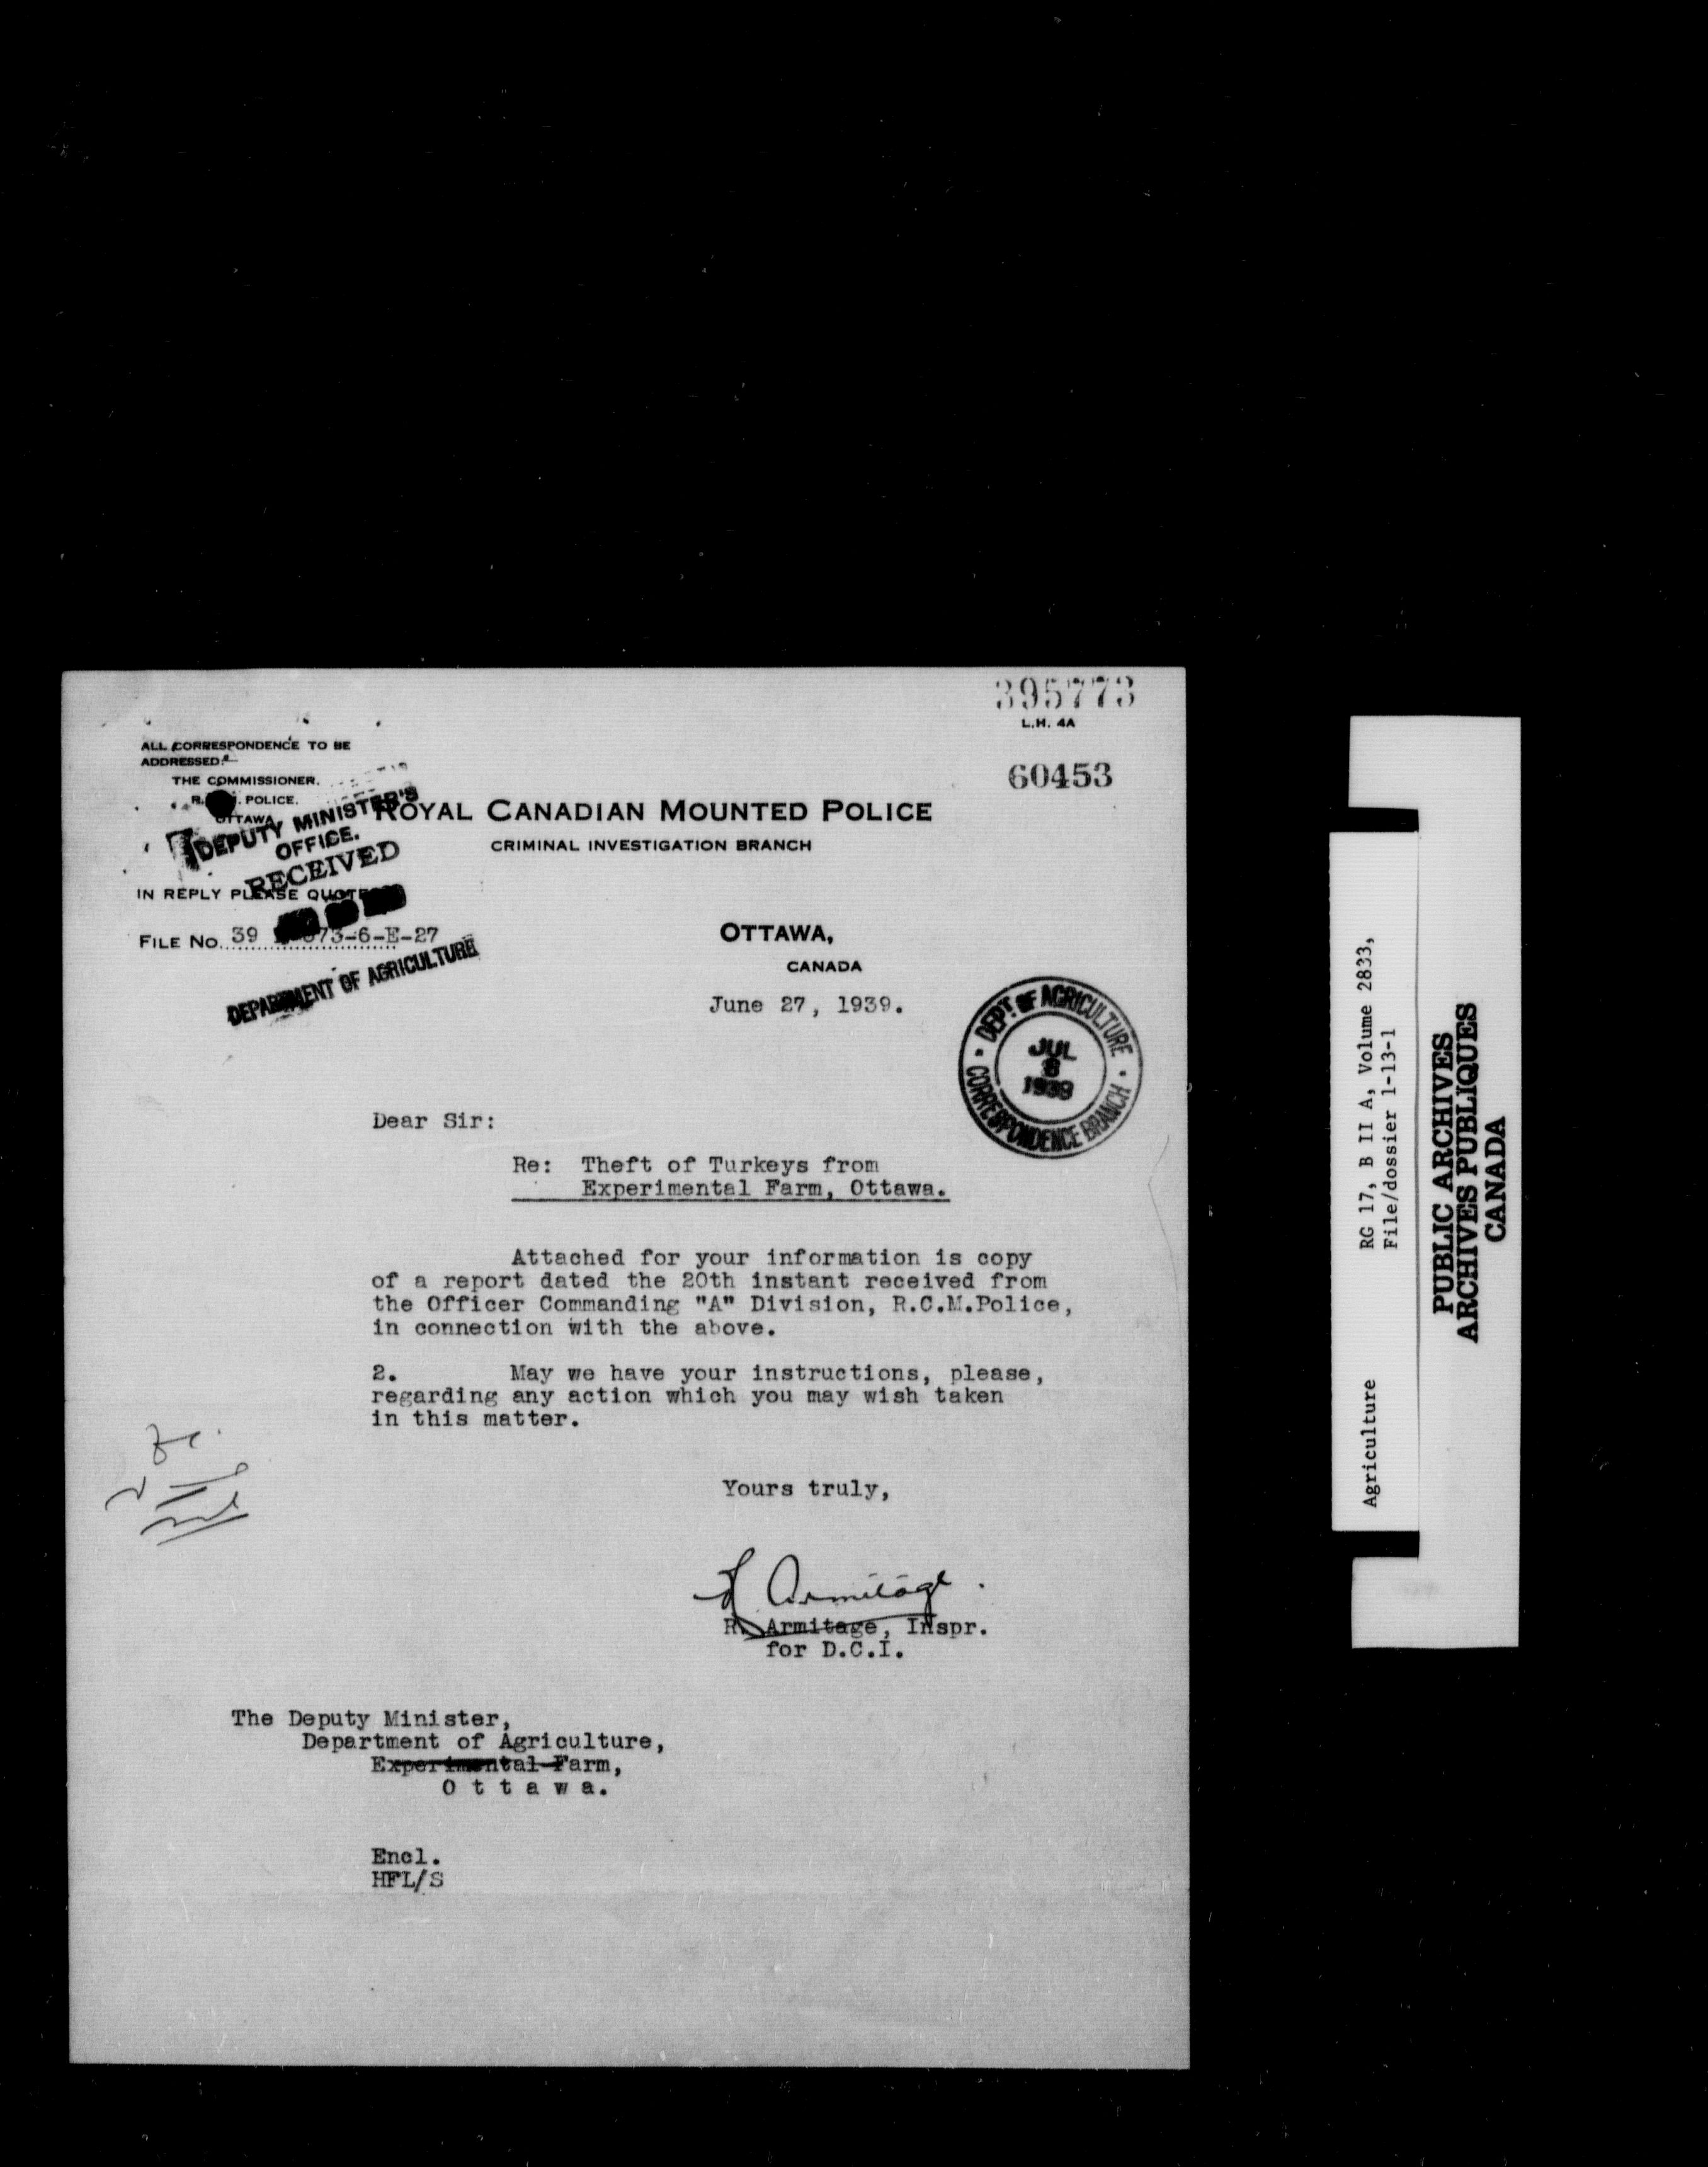 395773
L.H. 4A
60453
ALL CORRESPONDENCE TO BE
ADDRESSED:
THE COMMISSIONER.
POLICE.
OTTAWA
DEPUTY MINISTER'S
OFFICE.
RECEIVED
ROYAL CANADIAN MOUNTED POLICE
CRIMINAL INVESTIGATION BRANCH
IN REPLY PLEASE QUOTE
FILE No. 39 73-6-E-27
DEPARTMENT OF AGRICULTURE
OTTAWA,
CANADA
June 27, 1939.
DEPT. OF AGRICULTURE
JUL
8
1939
CORRESPONDENCE BRANCH
Dear Sir:
Re: Theft of Turkeys from
Experimental Farm, Ottawa.
Attached for your information is copy
of a report dated the 20th instant received from
the Officer Commanding "A" Division, R.C.M.Police,
in connection with the above.
2. May we have your instructions, please,
regarding any action which you may wish taken
in this matter.
Yours truly,
R Armitage.
R. Armitage, Inspr.
for D.C.I.
The Deputy Minister,
Department of Agriculture,
Experimental Farm,
O t t a w a.
Encl.
HFL/S
Agriculture RG 17, B II A, Volume 2833,
File/dossier 1-13-1
PUBLIC ARCHIVES
ARCHIVES PUBLIQUES
CANADA